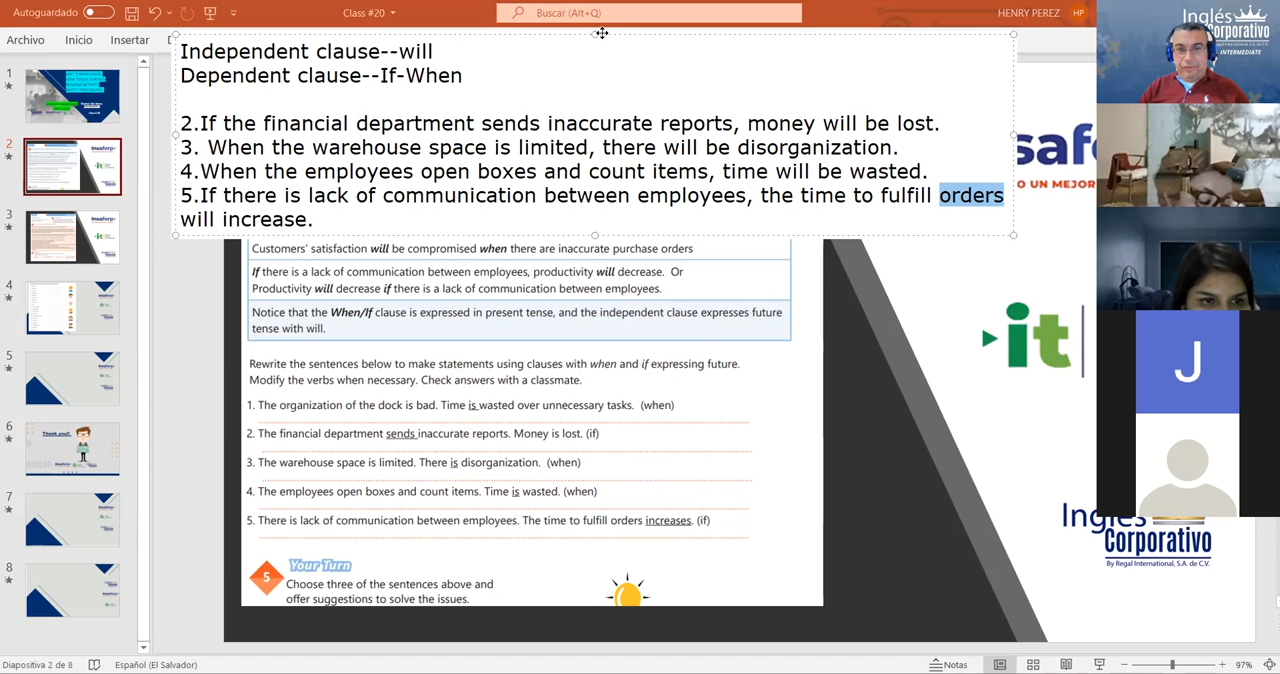 Autoguardado
Class #20
Buscar (Alt+Q)
HENRY PEREZ
HP
Archivo
Inicio
Insertar
Independent clause--will
Dependent clause--If-When
2.If the financial department sends inaccurate reports, money will be lost.
3. When the warehouse space is limited, there will be disorganization.
4.When the employees open boxes and count items, time will be wasted.
5.If there is lack of communication between employees, the time to fulfill orders
will increase.
Customers' satisfaction will be compromised when there are inaccurate purchase orders
If there is a lack of communication between employees, productivity will decrease. Or
Productivity will decrease if there is a lack of communication between employees.
Notice that the When/If clause is expressed in present tense, and the independent clause expresses future
tense with will.
Rewrite the sentences below to make statements using clauses with when and if expressing future.
Modify the verbs when necessary. Check answers with a classmate.
1. The organization of the dock is bad. Time is wasted over unnecessary tasks. (when)
2. The financial department sends inaccurate reports. Money is lost. (if)
3. The warehouse space is limited. There is disorganization. (when)
4. The employees open boxes and count items. Time is wasted. (when)
5. There is lack of communication between employees. The time to fulfill orders increases. (if)
5
Your Turn
Choose three of the sentences above and
offer suggestions to solve the issues.
1
2
3
4
5
6
7
8
Thank you!!
it
Inglés
Corporativo
By Regal International, S.A. de C.V.
Inglés
Corporativo
by Regal International, S.A. de C.V.
INTERMEDIATE
J
Diapositiva 2 de 8
Español (El Salvador)
Notas
97%